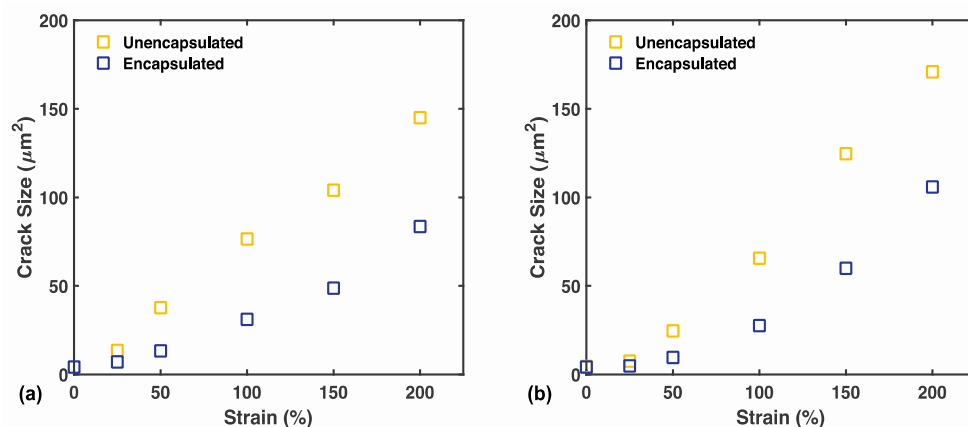 200
150
100
50
0
Crack Size (μm²)
Unencapsulated
Encapsulated
0 50 100 150 200
Strain (%)
(a)
200
150
100
50
0
Crack Size (μm²)
Unencapsulated
Encapsulated
0 50 100 150 200
Strain (%)
(b)